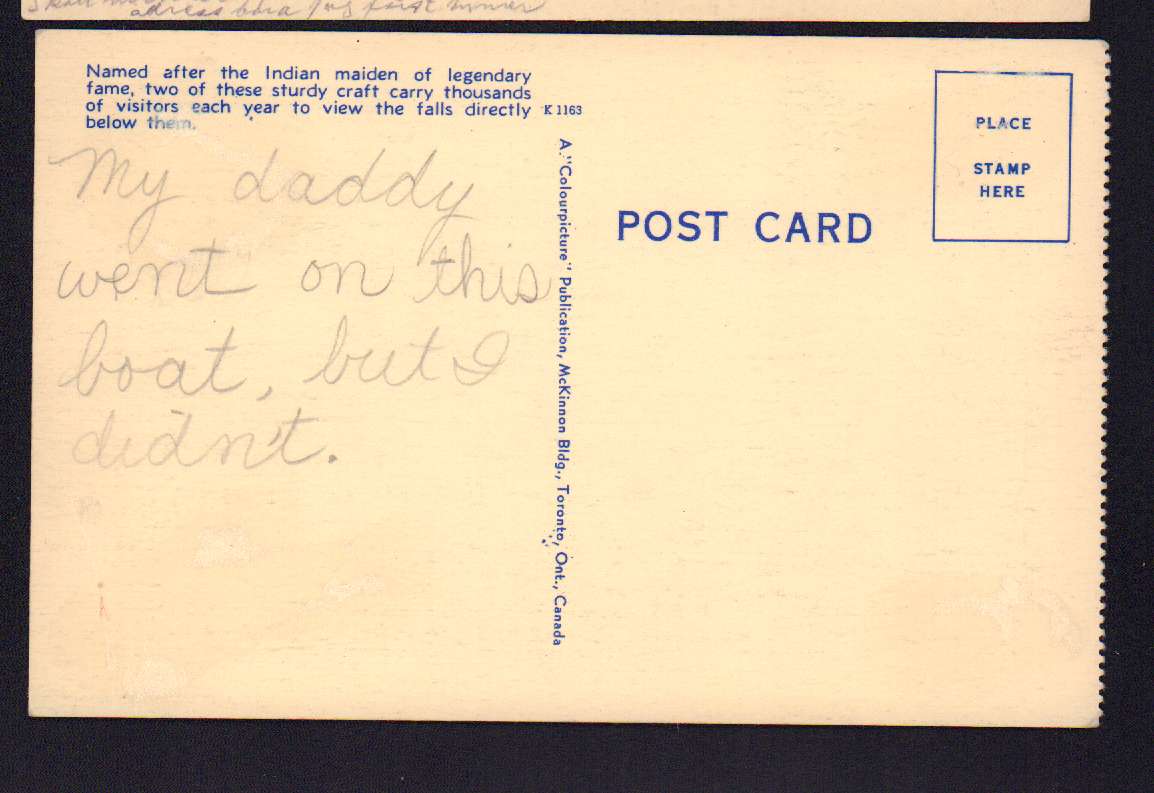 adress
Named after the Indian maiden of legendary
fame, two of these sturdy craft carry thousands
of visitors each year to view the falls directly
below them.
K 1163
My daddy
went on this
boat, but I
didn't.
A "Colourpicture" Publication, McKinnon Bldg., Toronto, Ont., Canada
POST CARD
PLACE
STAMP
HERE